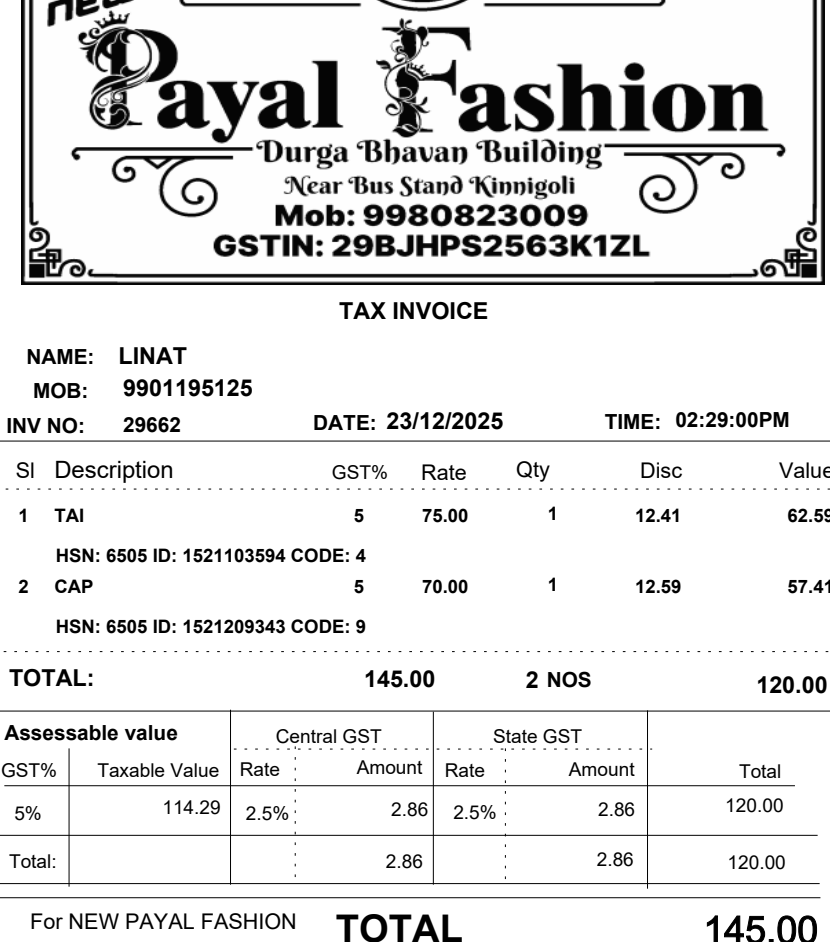 new
Payal Fashion
Durga Bhavan Building
Near Bus Stand Kinnigoli
Mob: 9980823009
GSTIN: 29BJHPS2563K1ZL
TAX INVOICE
NAME: LINAT
MOB: 9901195125
INV NO: 29662 DATE: 23/12/2025 TIME: 02:29:00PM
Sl Description GST% Rate Qty Disc Value
1 TAI 5 75.00 1 12.41 62.59
HSN: 6505 ID: 1521103594 CODE: 4
2 CAP 5 70.00 1 12.59 57.41
HSN: 6505 ID: 1521209343 CODE: 9
TOTAL: 145.00 2 NOS 120.00
Assessable value Central GST State GST
GST% Taxable Value Rate Amount Rate Amount Total
5% 114.29 2.5% 2.86 2.5% 2.86 120.00
Total: 2.86 2.86 120.00
For NEW PAYAL FASHION TOTAL 145.00